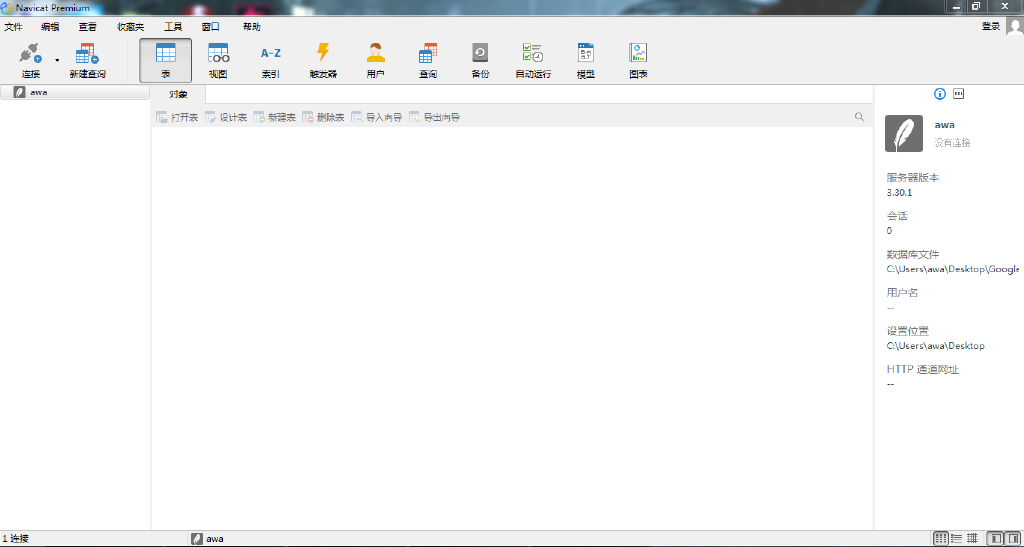 Navicat Premium
文件 编辑 查看 收藏夹 工具 窗口 帮助 登录
连接 新建查询 表 视图 A-Z 索引 触发器 用户 查询 备份 自动运行 模型 图表
awa
对象
打开表 设计表 新建表 删除表 导入向导 导出向导
awa
没有连接
服务器版本
3.30.1
会话
0
数据库文件
C:\Users\awa\Desktop\Google
用户名
--
设置位置
C:\Users\awa\Desktop
HTTP 通道网址
--
1 连接 awa